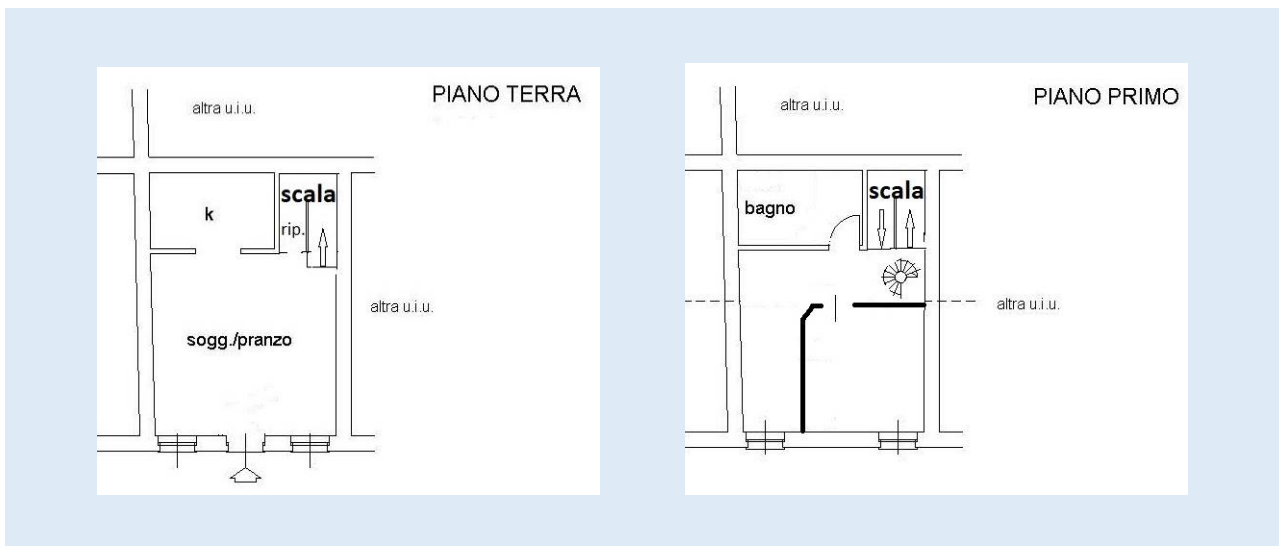 PIANO TERRA
altra u.i.u.
scala
k
rip.
altra u.i.u.
sogg./pranzo
PIANO PRIMO
altra u.i.u.
scala
bagno
altra u.i.u.